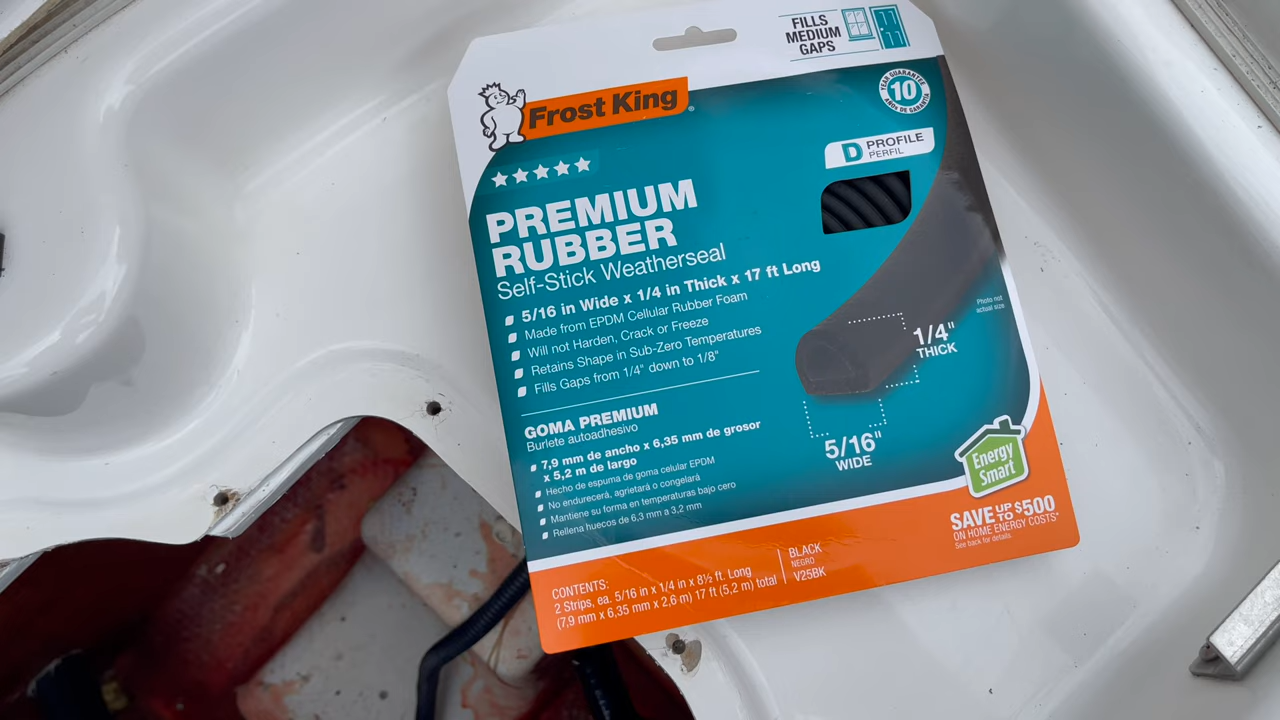 FILLS
MEDIUM
GAPS
Frost King®
10 YEAR GUARANTEE
AÑOS DE GARANTÍA
D PROFILE
PERFIL
PREMIUM
RUBBER
Self-Stick Weatherseal
5/16 in Wide x 1/4 in Thick x 17 ft Long
Made from EPDM Cellular Rubber Foam
Will not Harden, Crack or Freeze
Retains Shape in Sub-Zero Temperatures
Fills Gaps from 1/4" down to 1/8"
Photo not
actual size
1/4"
THICK
5/16"
WIDE
GOMA PREMIUM
Burlete autoadhesivo
7,9 mm de ancho x 6,35 mm de grosor
x 5,2 m de largo
Hecho de espuma de goma celular EPDM
No endurecerá, agrietará o congelará
Mantiene su forma en temperaturas bajo cero
Rellena huecos de 6,3 mm a 3,2 mm
Energy
Smart
SAVE UP TO $500
ON HOME ENERGY COSTS*
See back for details.
CONTENTS:
2 Strips, ea. 5/16 in x 1/4 in x 8½ ft. Long
(7,9 mm x 6,35 mm x 2,6 m) 17 ft (5,2 m) total
BLACK
NEGRO
V25BK